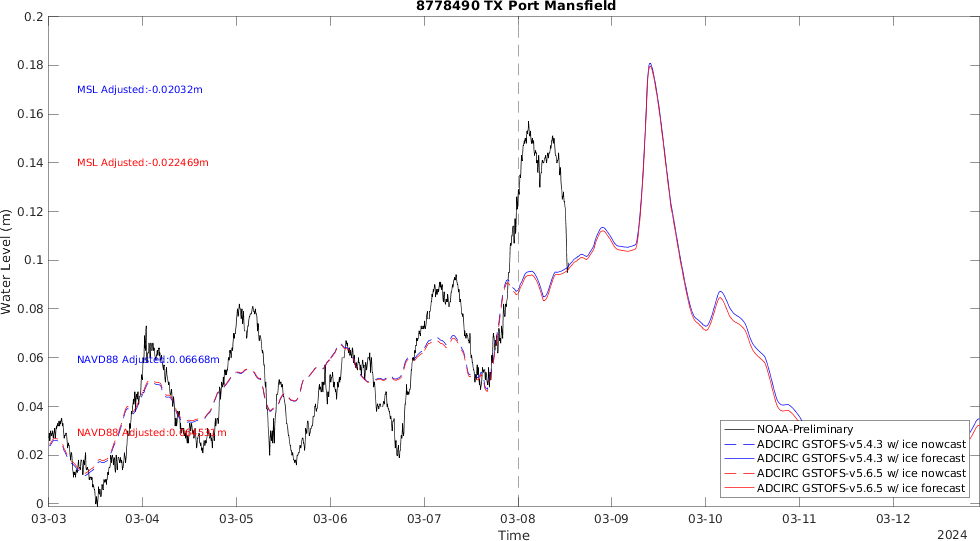 8778490 TX Port Mansfield
0.2
0.18
0.16
0.14
0.12
0.1
0.08
0.06
0.04
0.02
0
Water Level (m)
MSL Adjusted:-0.02032m
MSL Adjusted:-0.022469m
NAVD88 Adjusted:0.06668m
NAVD88 Adjusted:
NOAA-Preliminary
ADCIRC GSTOFS-v5.4.3 w/ ice nowcast
ADCIRC GSTOFS-v5.4.3 w/ ice forecast
ADCIRC GSTOFS-v5.6.5 w/ ice nowcast
ADCIRC GSTOFS-v5.6.5 w/ ice forecast
03-03 03-04 03-05 03-06 03-07 03-08 03-09 03-10 03-11 03-12
Time
2024